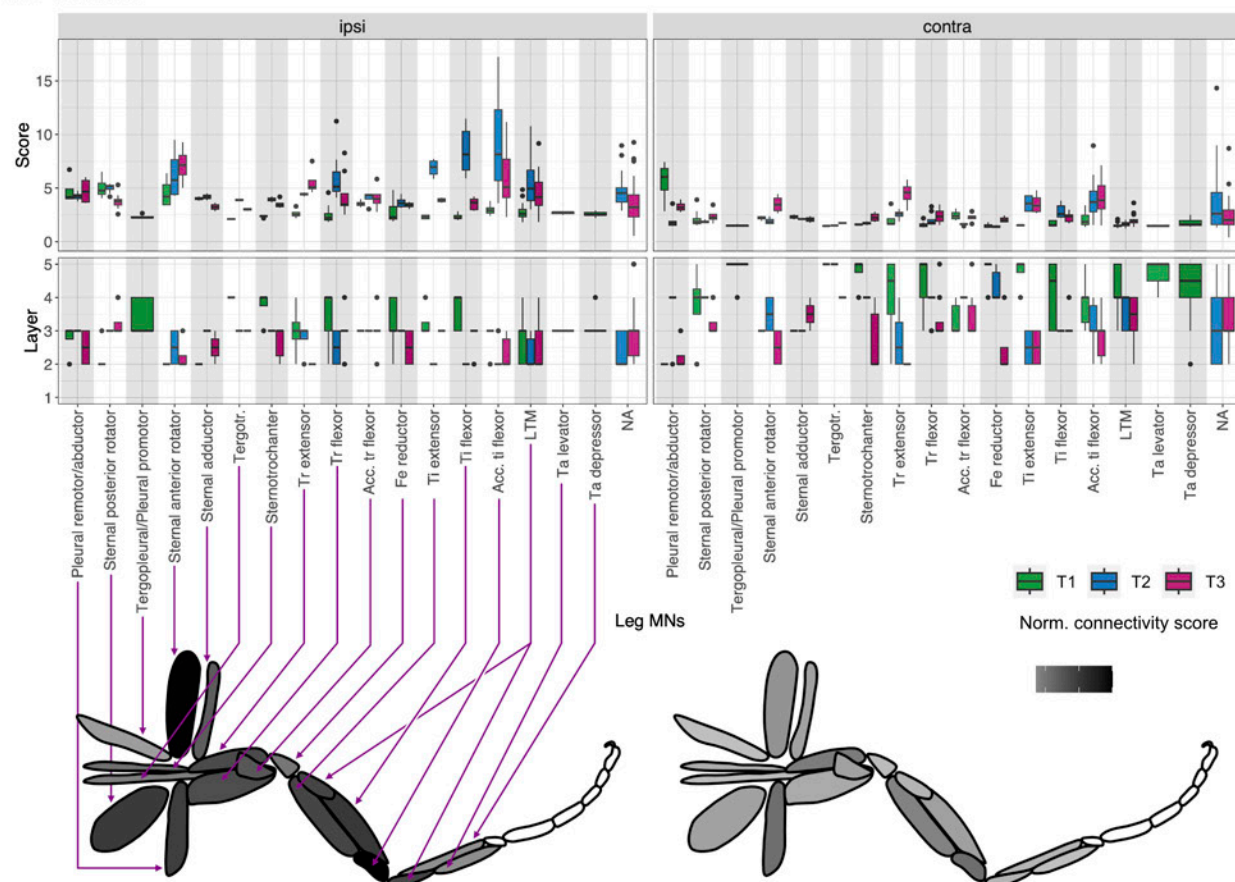 ipsi
contra
Score
15
10
5
0
Layer
5
4
3
2
1
Pleural remotor/abductor
Sternal posterior rotator
Tergopleural/Pleural promotor
Sternal anterior rotator
Sternal adductor
Tergotr.
Sternotrochanter
Tr extensor
Tr flexor
Acc. tr flexor
Fe reductor
Ti extensor
Ti flexor
Acc. ti flexor
LTM
Ta levator
Ta depressor
NA
Pleural remotor/abductor
Sternal posterior rotator
Tergopleural/Pleural promotor
Sternal anterior rotator
Sternal adductor
Tergotr.
Sternotrochanter
Tr extensor
Tr flexor
Acc. tr flexor
Fe reductor
Ti extensor
Ti flexor
Acc. ti flexor
LTM
Ta levator
Ta depressor
NA
T1
T2
T3
Leg MNs
Norm. connectivity score